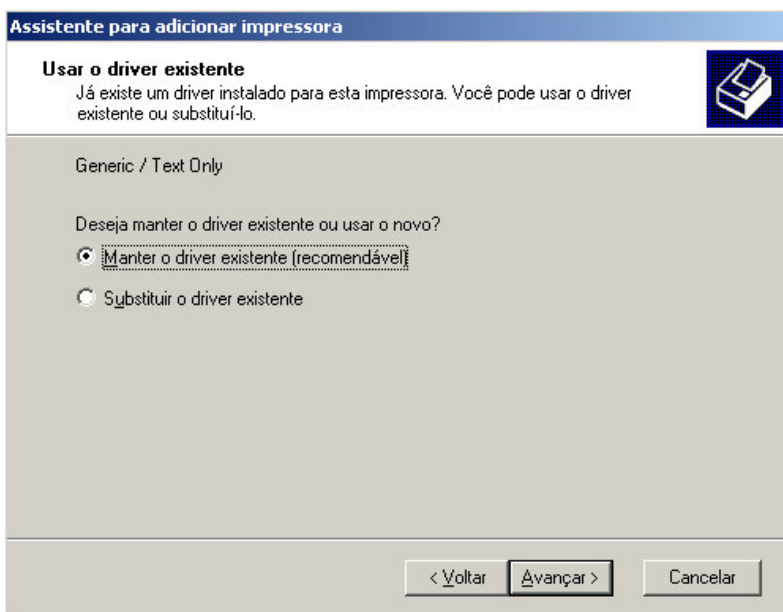 Assistente para adicionar impressora
Usar o driver existente
Já existe um driver instalado para esta impressora. Você pode usar o driver
existente ou substituí-lo.
Generic / Text Only
Deseja manter o driver existente ou usar o novo?
Manter o driver existente (recomendável)
Substituir o driver existente
< Voltar Avançar > Cancelar